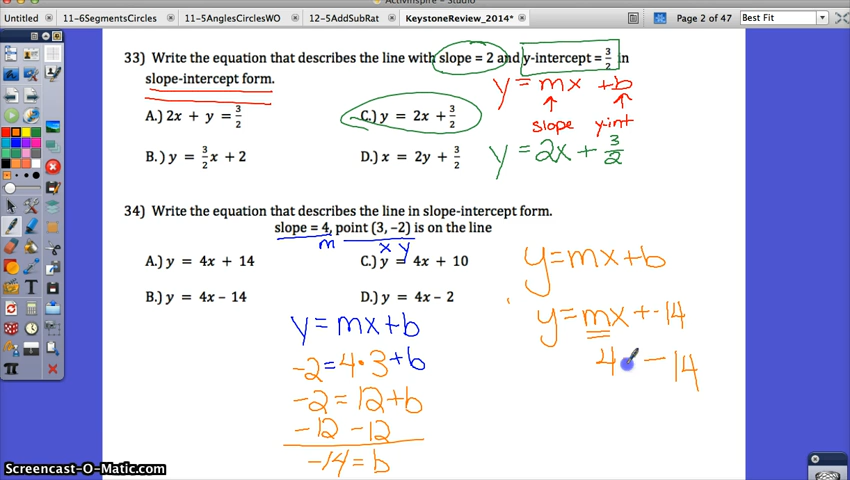 ActivInspire - Studio
Untitled 11-6SegmentsCircles 11-5AnglesCirclesWO 12-5AddSubRat KeystoneReview_2014* Page 2 of 47 Best Fit
33) Write the equation that describes the line with slope = 2 and y-intercept = 3/2 in
slope-intercept form.
y = mx + b
A.) 2x + y = 3/2 C.) y = 2x + 3/2
slope y-int
B.) y = 3/2 x + 2 D.) x = 2y + 3/2
y = 2x + 3/2
34) Write the equation that describes the line in slope-intercept form.
slope = 4, point (3, −2) is on the line
m x y
A.) y = 4x + 14 C.) y = 4x + 10
B.) y = 4x − 14 D.) y = 4x − 2
y = mx + b
-2 = 4 • 3 + b
-2 = 12 + b
-12 -12
-14 = b
y = mx + b
y = mx + -14
4 - 14
Screencast-O-Matic.com